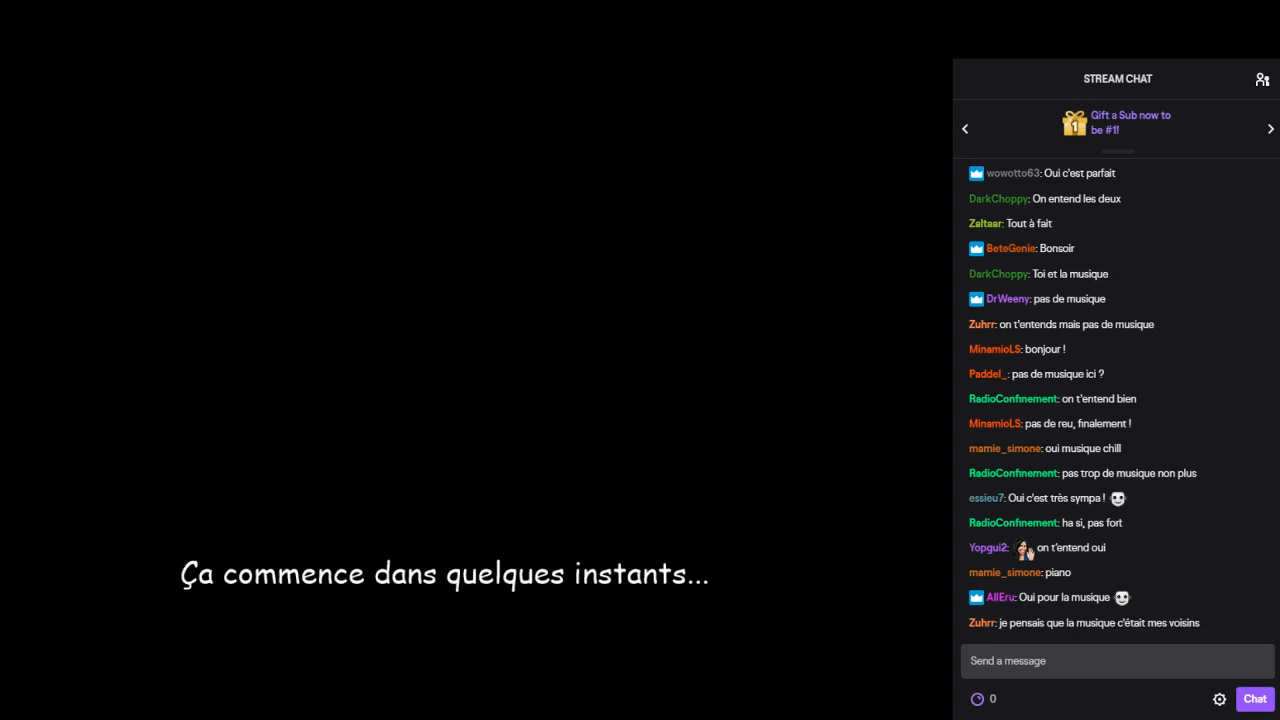 STREAM CHAT
Gift a Sub now to
be #1!
1
wowotto63: Oui c'est parfait
DarkChoppy: On entend les deux
Zaltaar: Tout à fait
BeteGenie: Bonsoir
DarkChoppy: Toi et la musique
DrWeeny: pas de musique
Zuhrr: on t'entends mais pas de musique
MinamioLS: bonjour !
Paddel_: pas de musique ici ?
RadioConfinement: on t'entend bien
MinamioLS: pas de reu, finalement !
mamie_simone: oui musique chill
RadioConfinement: pas trop de musique non plus
essieu7: Oui c'est très sympa !
RadioConfinement: ha si, pas fort
Yopgui2: on t'entend oui
mamie_simone: piano
AllEru: Oui pour la musique
Zuhrr: je pensais que la musique c'était mes voisins
Ça commence dans quelques instants...
Send a message
0
Chat